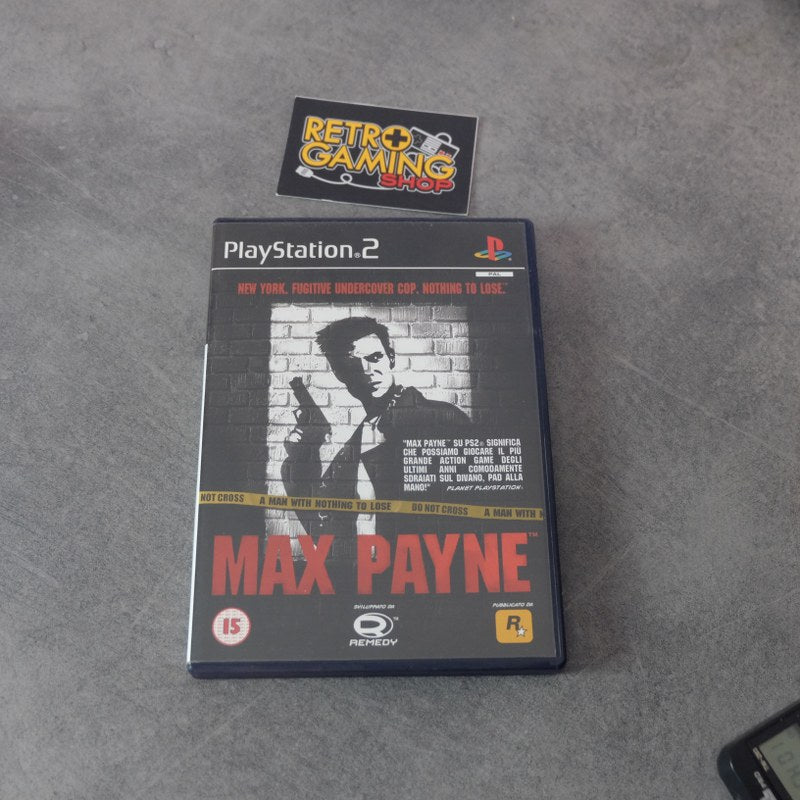 RETRO
GAMING
SHOP
PlayStation®2
PAL
NEW YORK. FUGITIVE UNDERCOVER COP. NOTHING TO LOSE.™
"MAX PAYNE" SU PS2® SIGNIFICA
CHE POSSIAMO GIOCARE IL PIÙ
GRANDE ACTION GAME DEGLI
ULTIMI ANNI COMODAMENTE
SDRAIATI SUL DIVANO, PAD ALLA
MANO!" PLANET PLAYSTATION.
NOT CROSS A MAN WITH NOTHING TO LOSE DO NOT CROSS A MAN WITH
MAX PAYNE™
15
SVILUPPATO DA
R™
REMEDY
PUBBLICATO DA
R